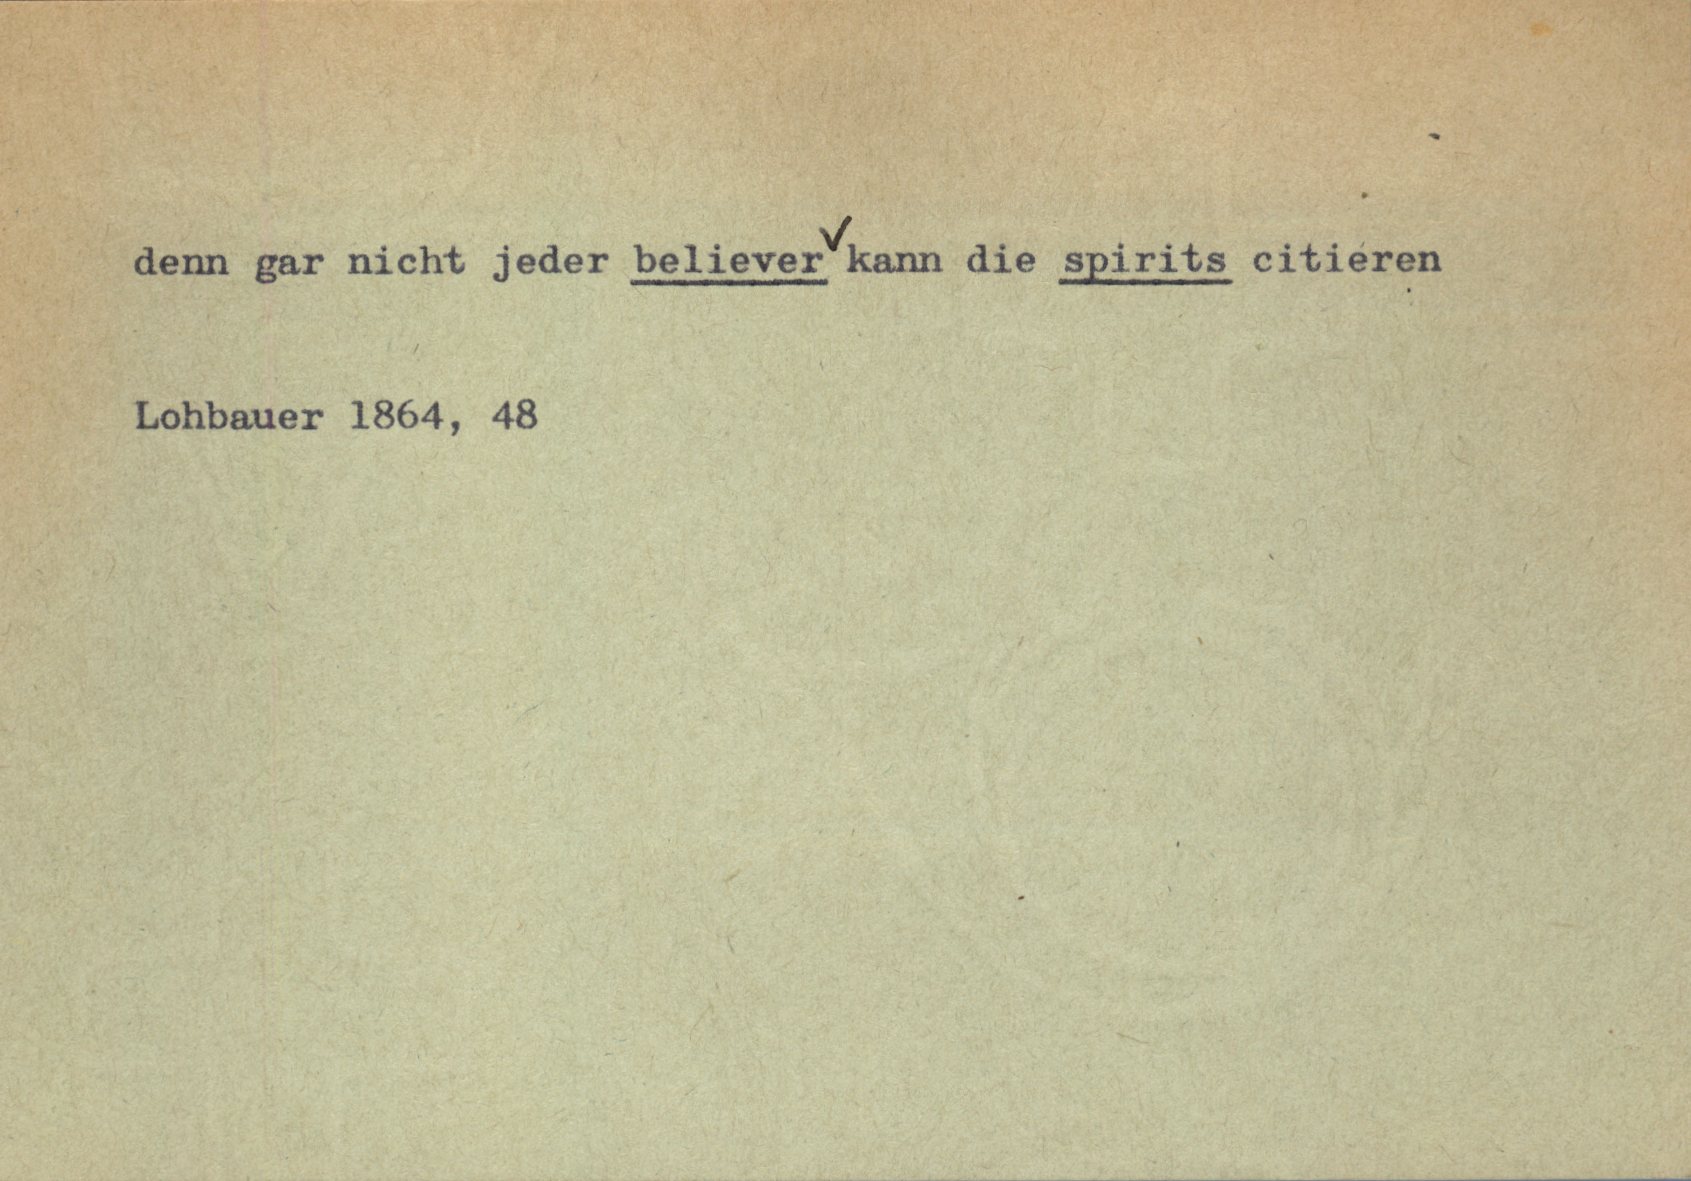 denn gar nicht jeder believer kann die spirits citieren
Lohbauer 1864, 48